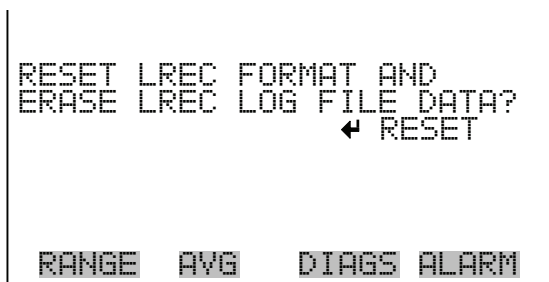 RESET LREC FORMAT AND
ERASE LREC LOG FILE DATA?
↵ RESET
RANGE AVG DIAGS ALARM